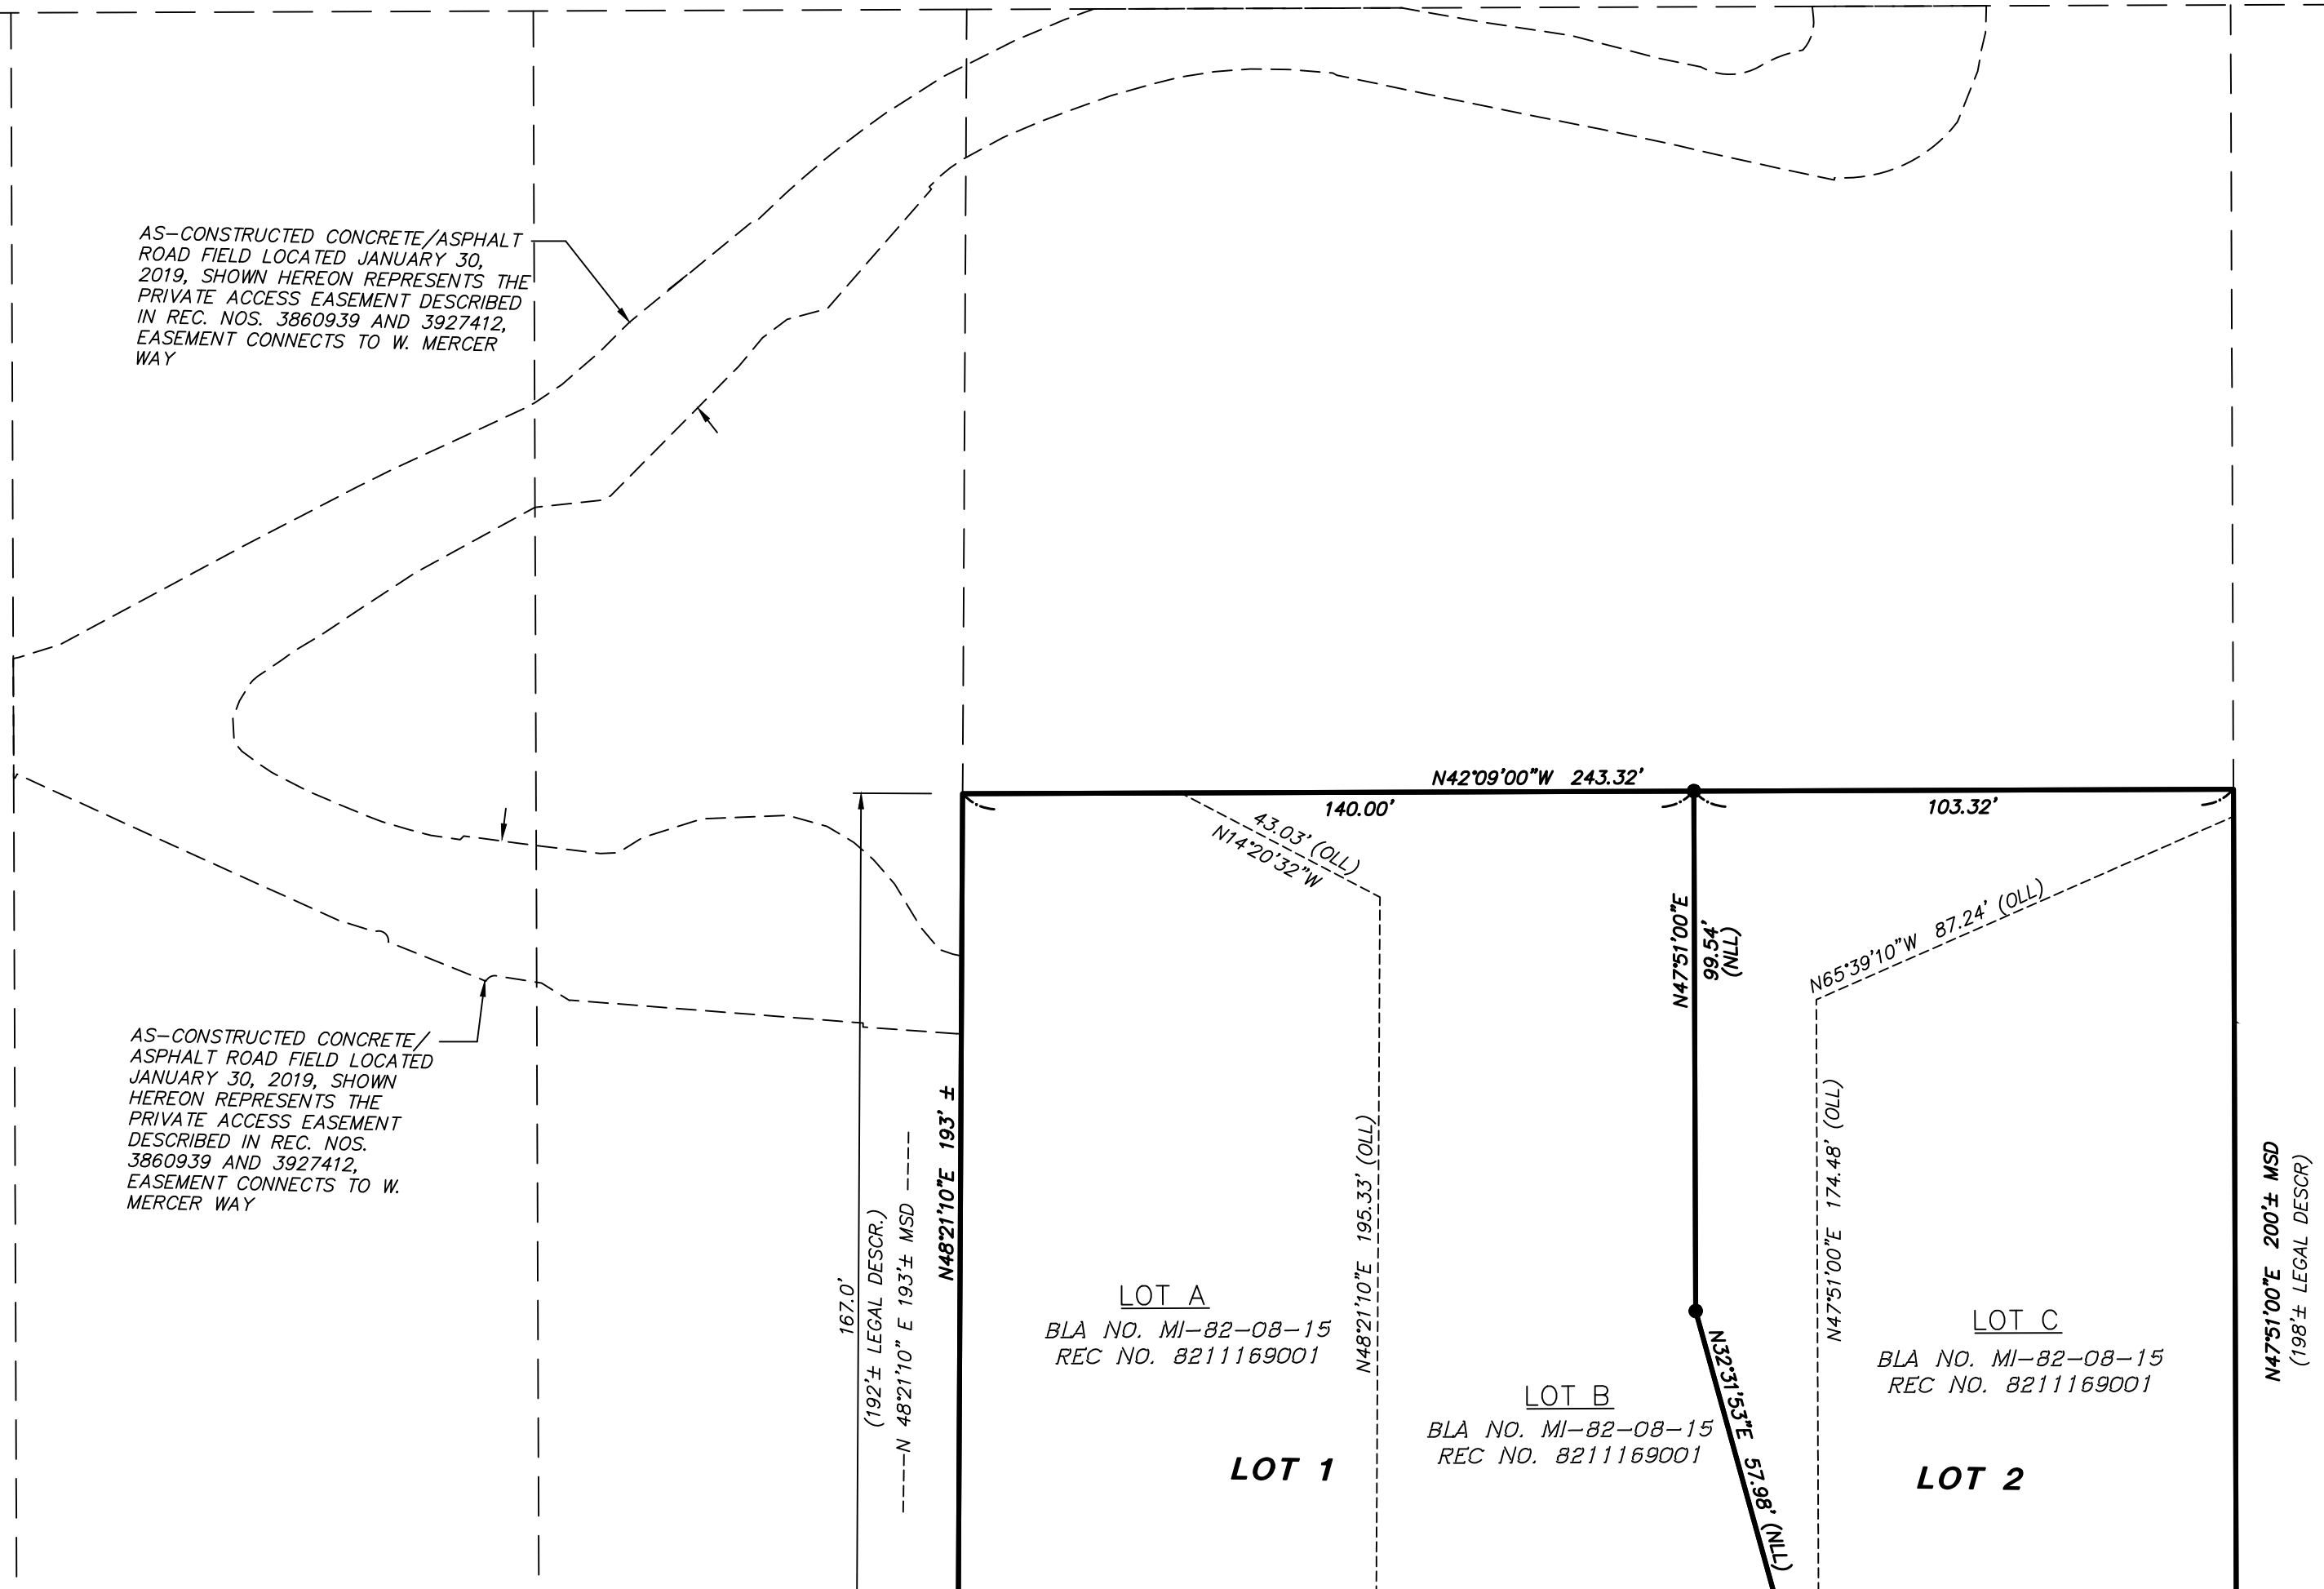 AS-CONSTRUCTED CONCRETE/ASPHALT
ROAD FIELD LOCATED JANUARY 30,
2019, SHOWN HEREON REPRESENTS THE
PRIVATE ACCESS EASEMENT DESCRIBED
IN REC. NOS. 3860939 AND 3927412,
EASEMENT CONNECTS TO W. MERCER
WAY
N42°09'00"W 243.32'
140.00'
103.32'
43.03' (OLL)
N14°20'32"W
N47°51'00"E
99.54'
(NLL)
N65°39'10"W 87.24' (OLL)
AS-CONSTRUCTED CONCRETE/
ASPHALT ROAD FIELD LOCATED
JANUARY 30, 2019, SHOWN
HEREON REPRESENTS THE
PRIVATE ACCESS EASEMENT
DESCRIBED IN REC. NOS.
3860939 AND 3927412,
EASEMENT CONNECTS TO W.
MERCER WAY
167.0'
(192'± LEGAL DESCR.)
N 48°21'10" E 193'± MSD
N48°21'10"E 193' ±
N48°21'10"E 195.33' (OLL)
N47°51'00"E 174.48' (OLL)
N47°51'00"E 200'± MSD
(198'± LEGAL DESCR)
LOT A
BLA NO. MI-82-08-15
REC NO. 8211169001
LOT B
BLA NO. MI-82-08-15
REC NO. 8211169001
LOT C
BLA NO. MI-82-08-15
REC NO. 8211169001
N32°31'53"E 57.98' (NLL)
LOT 1
LOT 2